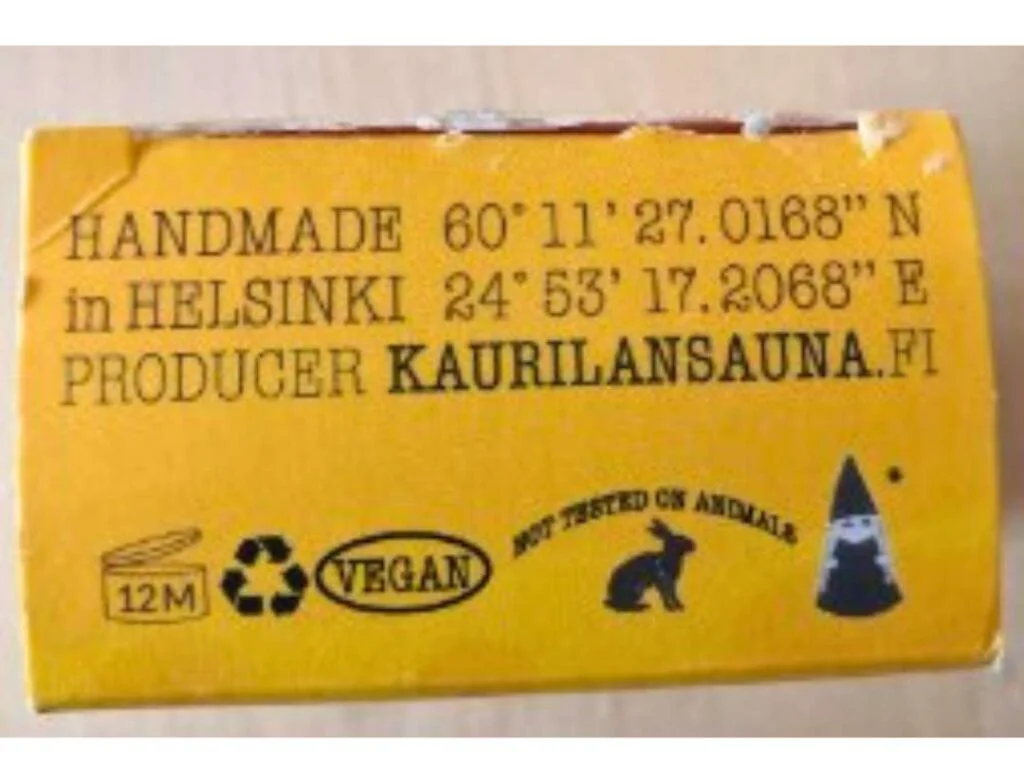 HANDMADE 60° 11' 27.0168" N
in HELSINKI 24° 53' 17.2068" E
PRODUCER KAURILANSAUNA.FI
NOT TESTED ON ANIMALS
12M
VEGAN